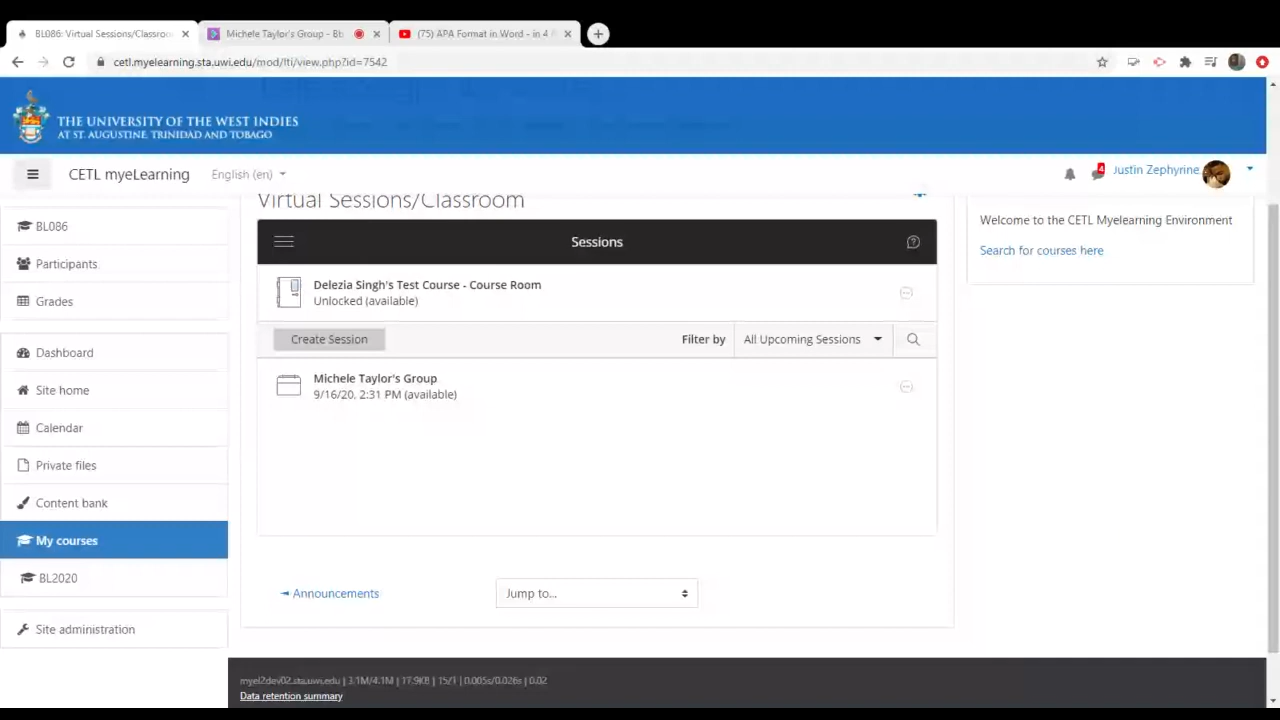 BL086: Virtual Sessions/Classroo
Michele Taylor's Group - Bb
(75) APA Format in Word - in 4
cetl.myelearning.sta.uwi.edu/mod/lti/view.php?id=7542
THE UNIVERSITY OF THE WEST INDIES
AT ST. AUGUSTINE, TRINIDAD AND TOBAGO
CETL myeLearning
English (en)
4
Justin Zephyrine
BL086
Participants
Grades
Dashboard
Site home
Calendar
Private files
Content bank
My courses
BL2020
Site administration
Virtual Sessions/Classroom
Sessions
Delezia Singh's Test Course - Course Room
Unlocked (available)
Create Session
Filter by
All Upcoming Sessions
Michele Taylor's Group
9/16/20, 2:31 PM (available)
◄ Announcements
Jump to...
Welcome to the CETL Myelearning Environment
Search for courses here
myel2dev02.sta.uwi.edu | 3.1M/4.1M | 17.9KB | 15/1 | 0.005s/0.026s | 0.02
Data retention summary